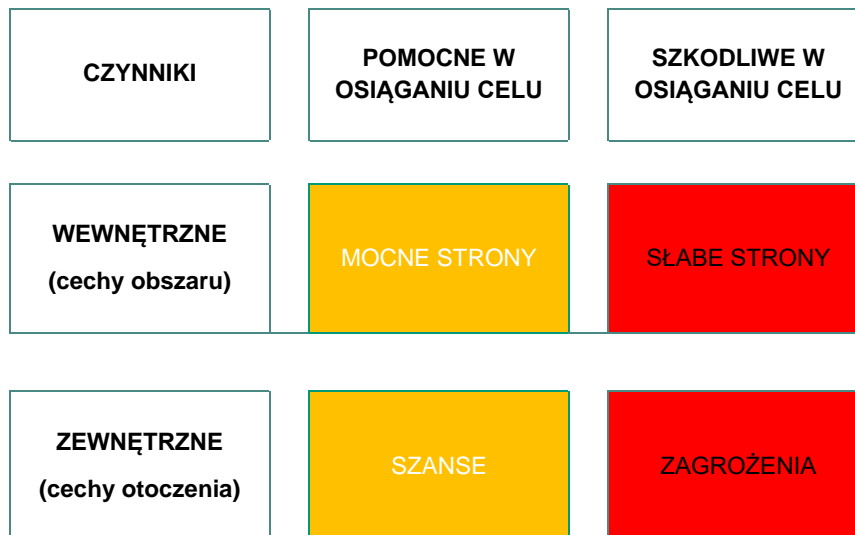 CZYNNIKI
POMOCNE W
OSIĄGANIU CELU
SZKODLIWE W
OSIĄGANIU CELU
WEWNĘTRZNE
(cechy obszaru)
MOCNE STRONY
SŁABE STRONY
ZEWNĘTRZNE
(cechy otoczenia)
SZANSE
ZAGROŻENIA